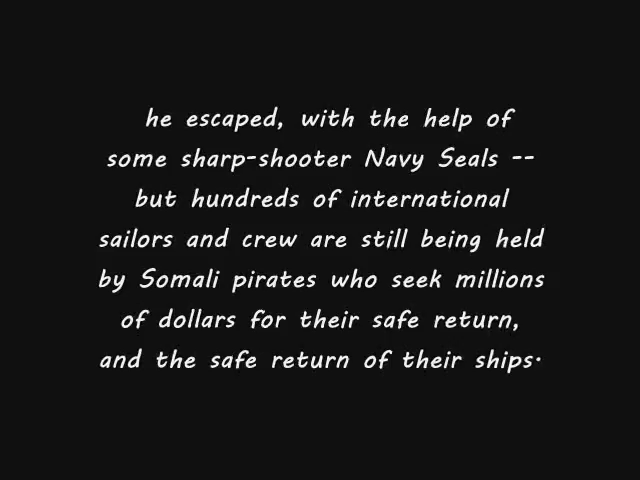 he escaped, with the help of
some sharp-shooter Navy Seals --
but hundreds of international
sailors and crew are still being held
by Somali pirates who seek millions
of dollars for their safe return,
and the safe return of their ships.